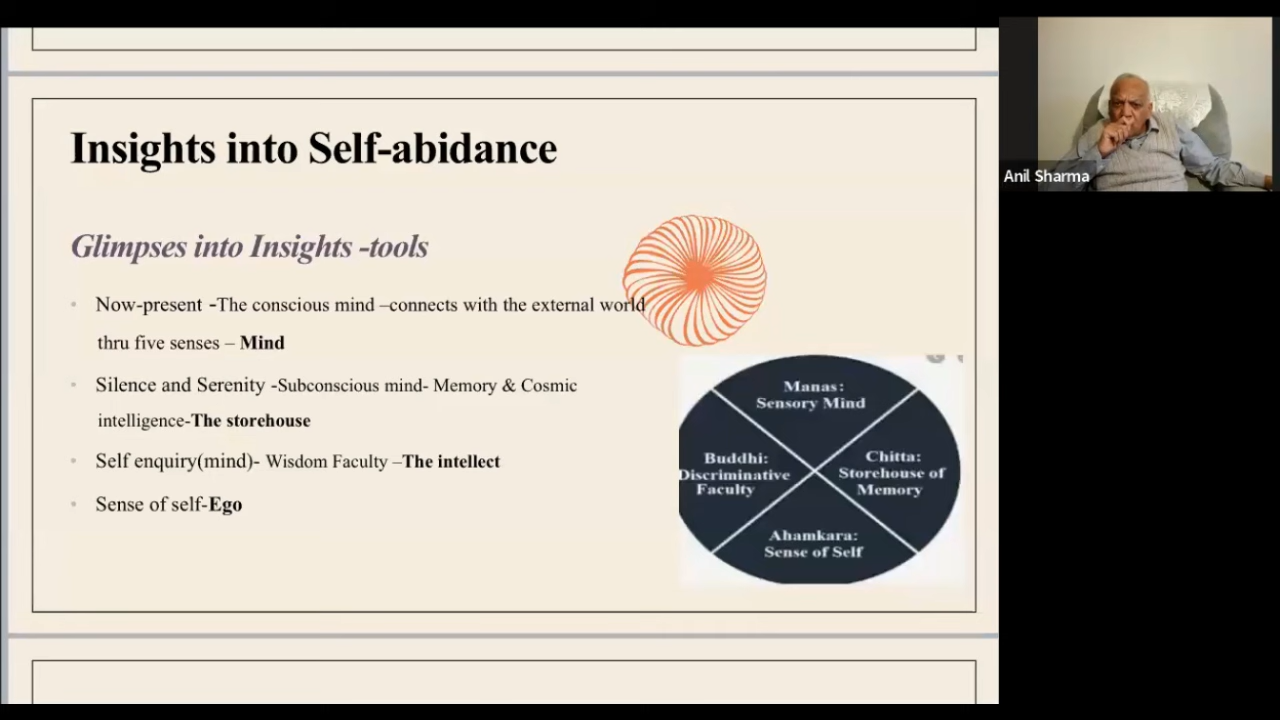 Insights into Self-abidance
Glimpses into Insights -tools
Now-present -The conscious mind –connects with the external world
thru five senses – Mind
Silence and Serenity -Subconscious mind- Memory & Cosmic
intelligence-The storehouse
Self enquiry(mind)- Wisdom Faculty –The intellect
Sense of self-Ego
Manas:
Sensory Mind
Buddhi:
Discriminative
Faculty
Chitta:
Storehouse of
Memory
Ahamkara:
Sense of Self
Anil Sharma